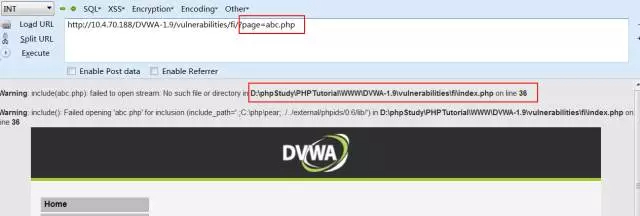 INT SQL▾ XSS▾ Encryption▾ Encoding▾ Other▾
Load URL http://10.4.70.188/DVWA-1.9/vulnerabilities/fi/?page=abc.php
Split URL
Execute
Enable Post data Enable Referrer
Warning: include(abc.php): failed to open stream: No such file or directory in D:\phpStudy\PHPTutorial\WWW\DVWA-1.9\vulnerabilities\fi\index.php on line 36
Warning: include(): Failed opening 'abc.php' for inclusion (include_path='.;C:\php\pear;../../external/phpids/0.6/lib/') in D:\phpStudy\PHPTutorial\WWW\DVWA-1.9\vulnerabilities\fi\index.php on
line 36
DVWA
Home